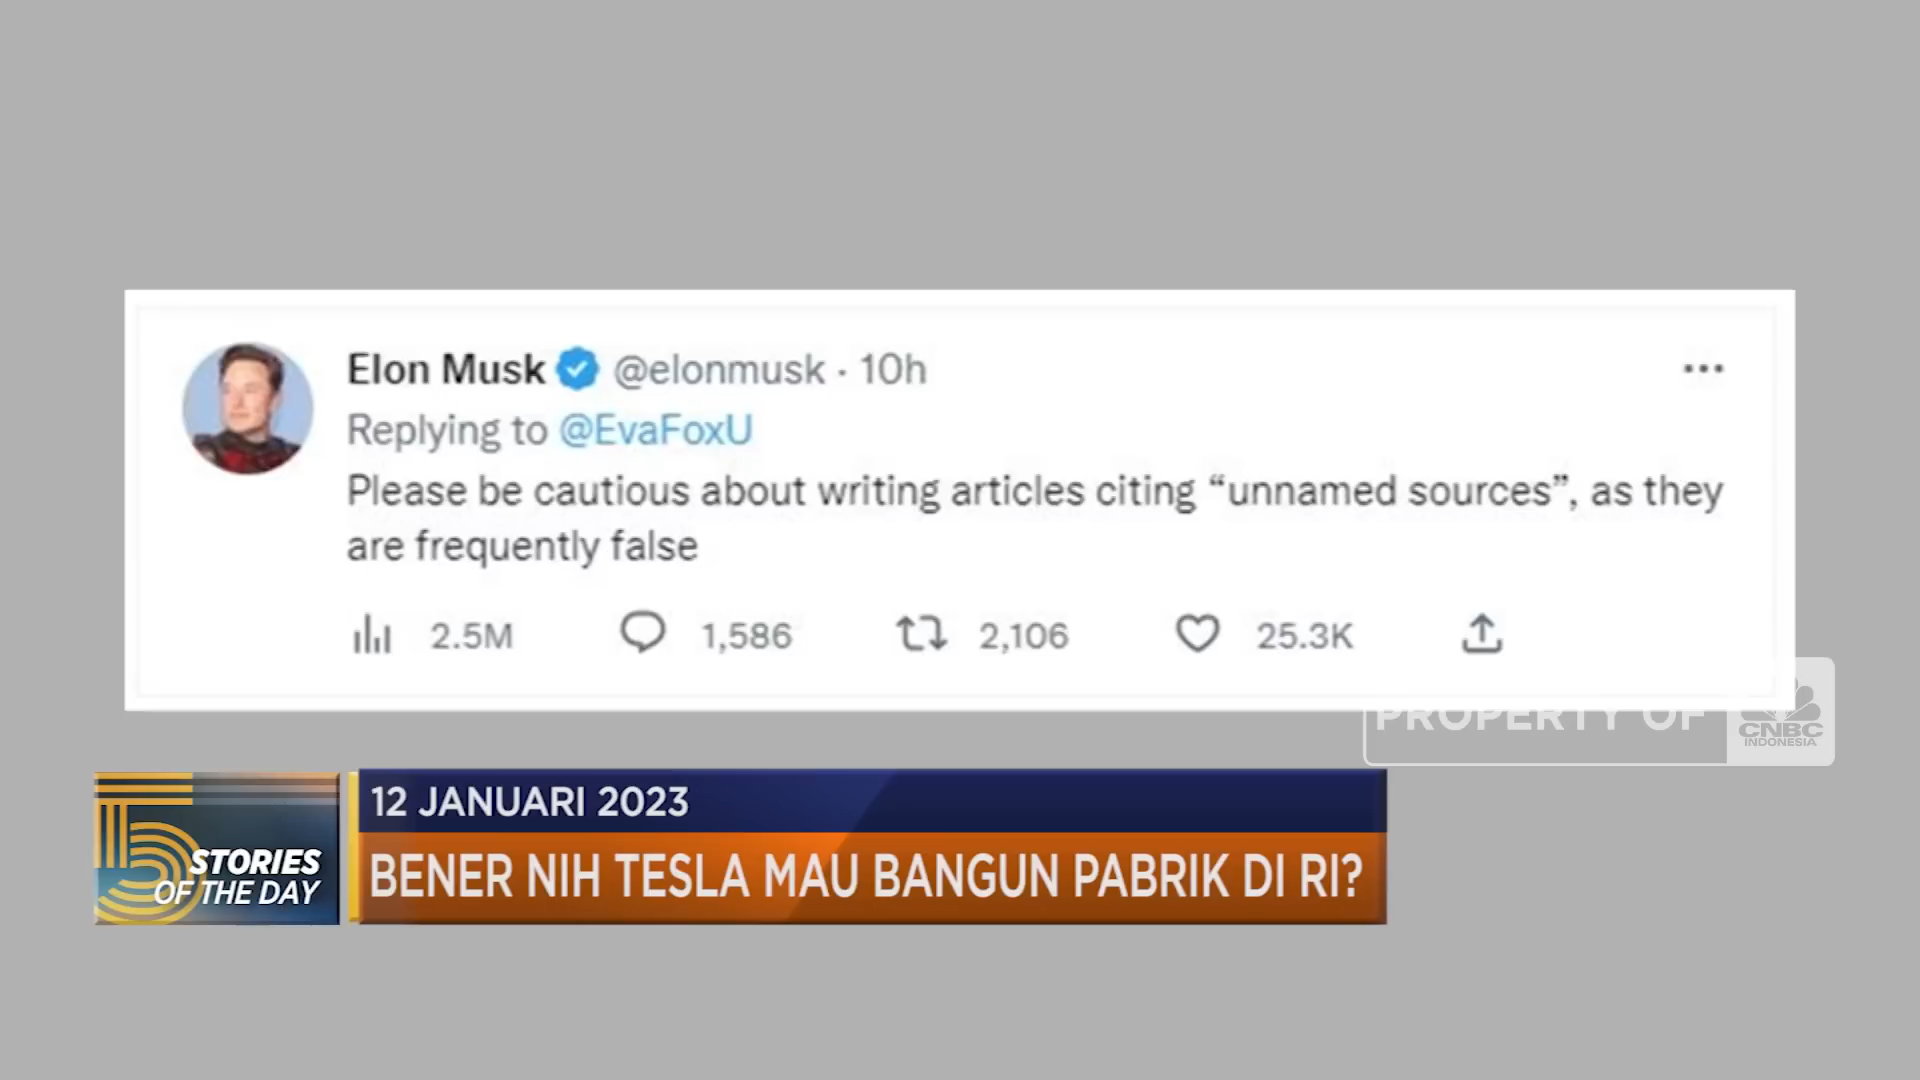 Elon Musk @elonmusk · 10h
Replying to @EvaFoxU
Please be cautious about writing articles citing “unnamed sources”, as they
are frequently false
2.5M 1,586 2,106 25.3K
PROPERTY OF
CNBC
INDONESIA
5 STORIES
OF THE DAY
12 JANUARI 2023
BENER NIH TESLA MAU BANGUN PABRIK DI RI?